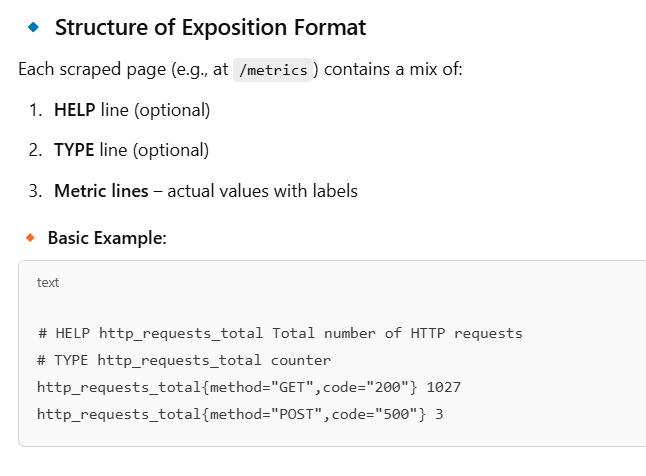 Structure of Exposition Format
Each scraped page (e.g., at /metrics) contains a mix of:
1. HELP line (optional)
2. TYPE line (optional)
3. Metric lines – actual values with labels
Basic Example:
text
# HELP http_requests_total Total number of HTTP requests
# TYPE http_requests_total counter
http_requests_total{method="GET",code="200"} 1027
http_requests_total{method="POST",code="500"} 3